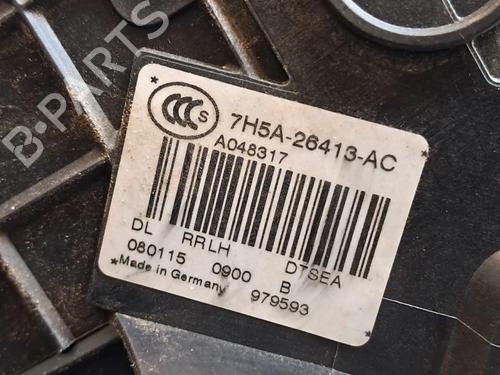 B-PARTS
CCC S
7H5A-26413-AC
A048317
DL RRLH DTSEA
080115 0900 B
*Made in Germany 979593